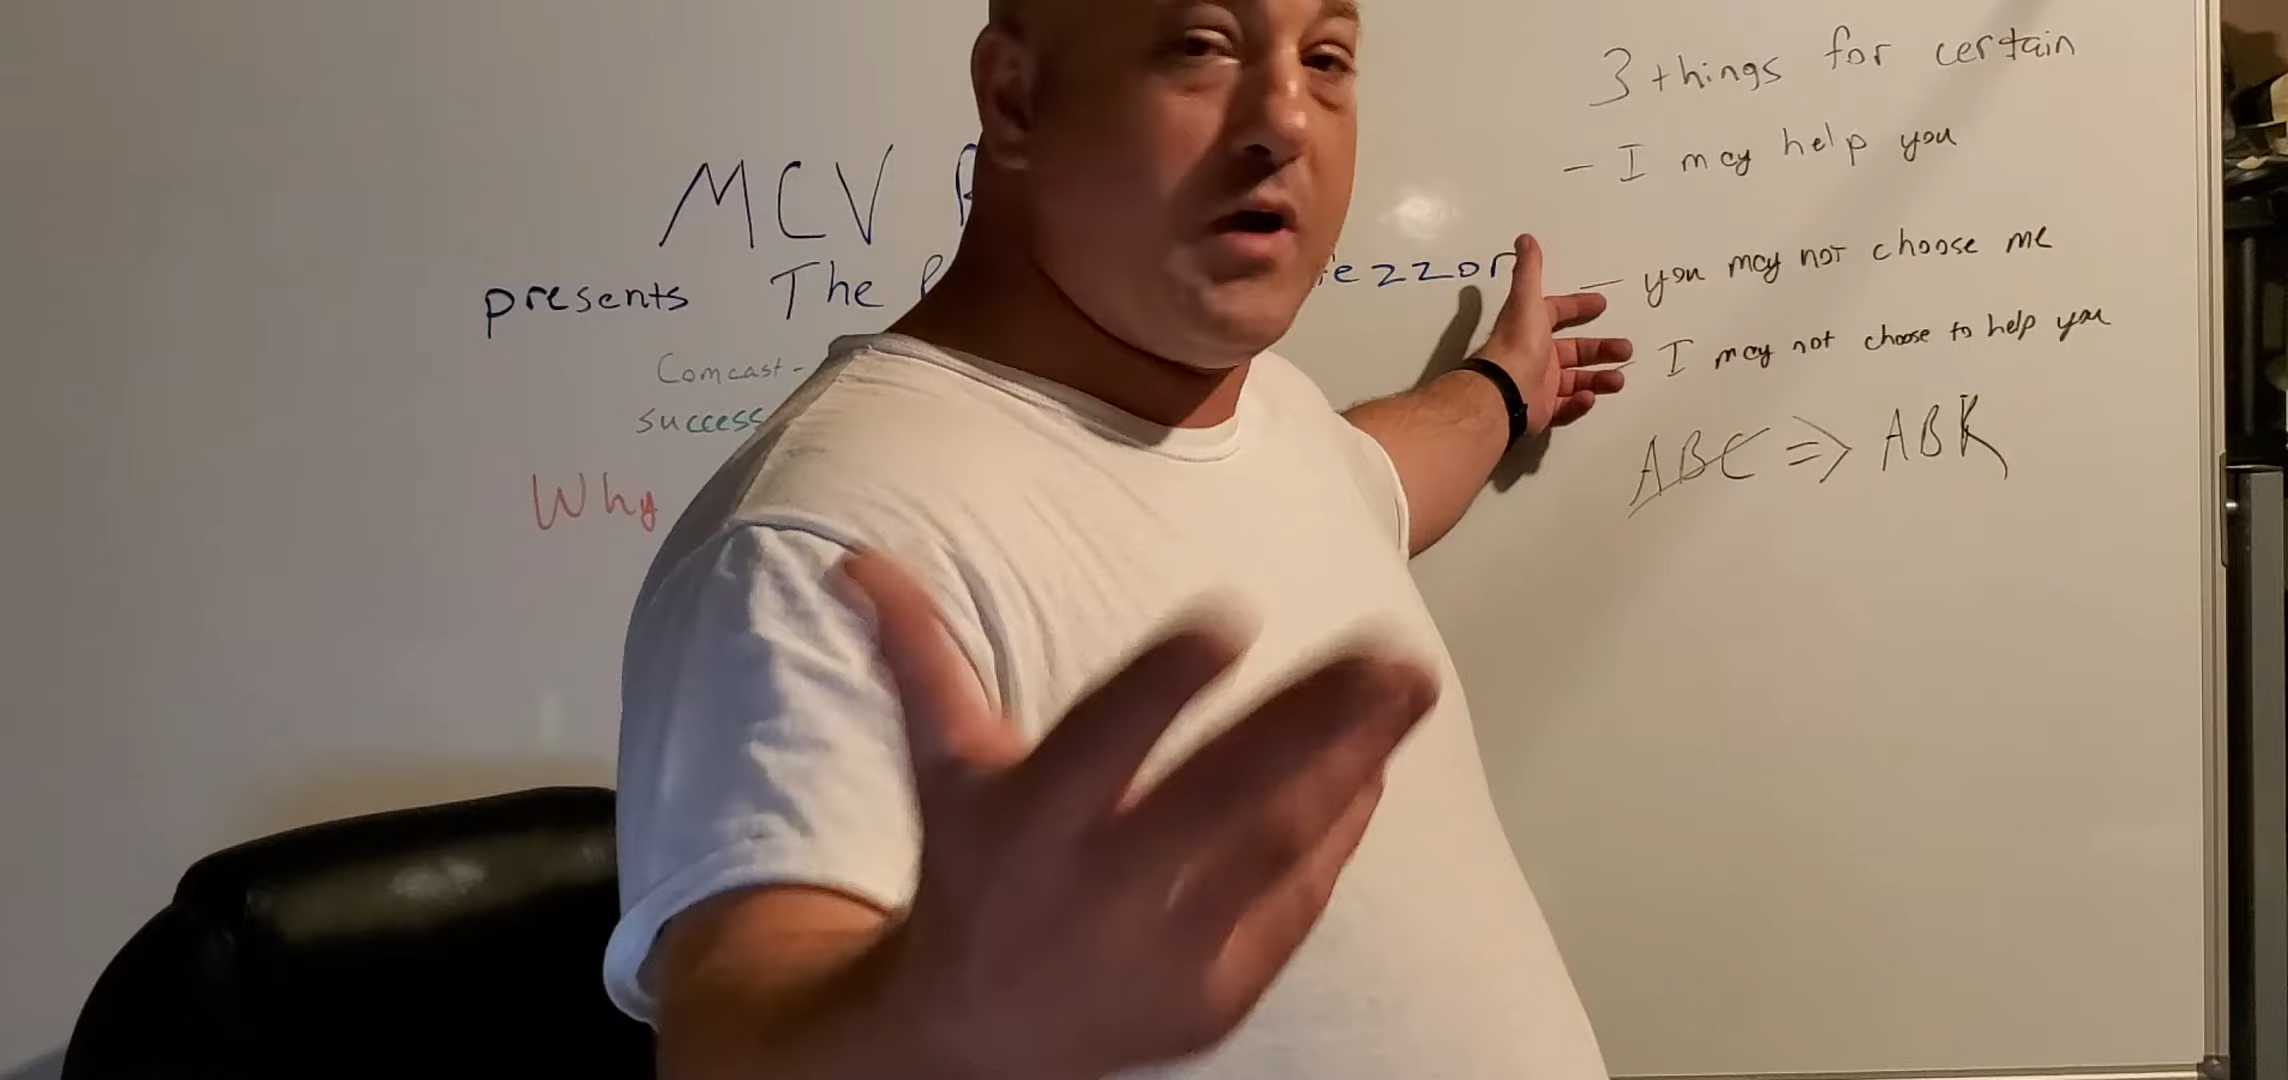 MCV
presents The
Comcast -
success
Why
3 things for certain
- I may help you
- you may not choose me
I may not choose to help you
ABC => ABK